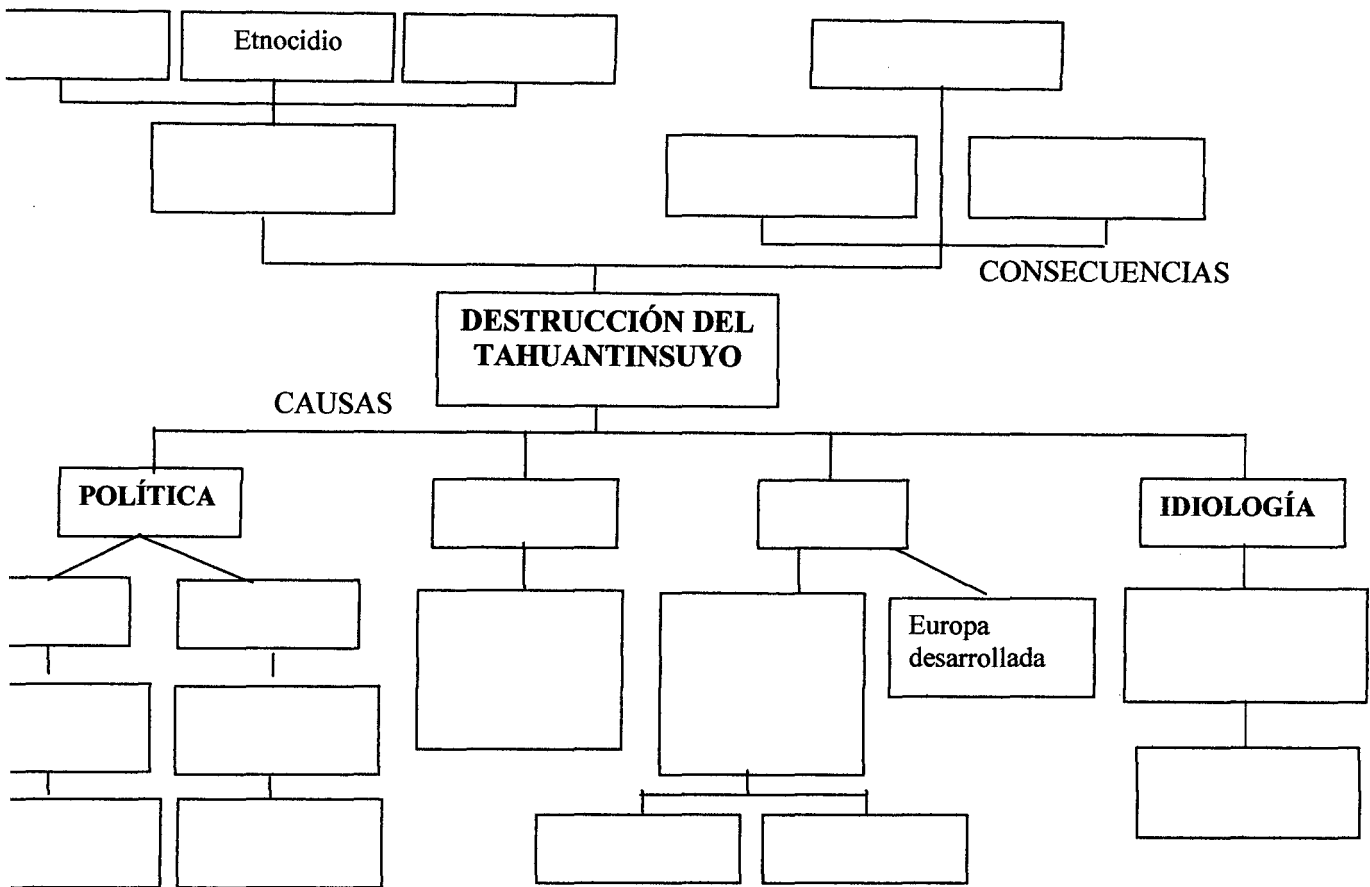 Etnocidio
CONSECUENCIAS
DESTRUCCIÓN DEL
TAHUANTINSUYO
CAUSAS
POLÍTICA
IDIOLOGÍA
Europa
desarrollada